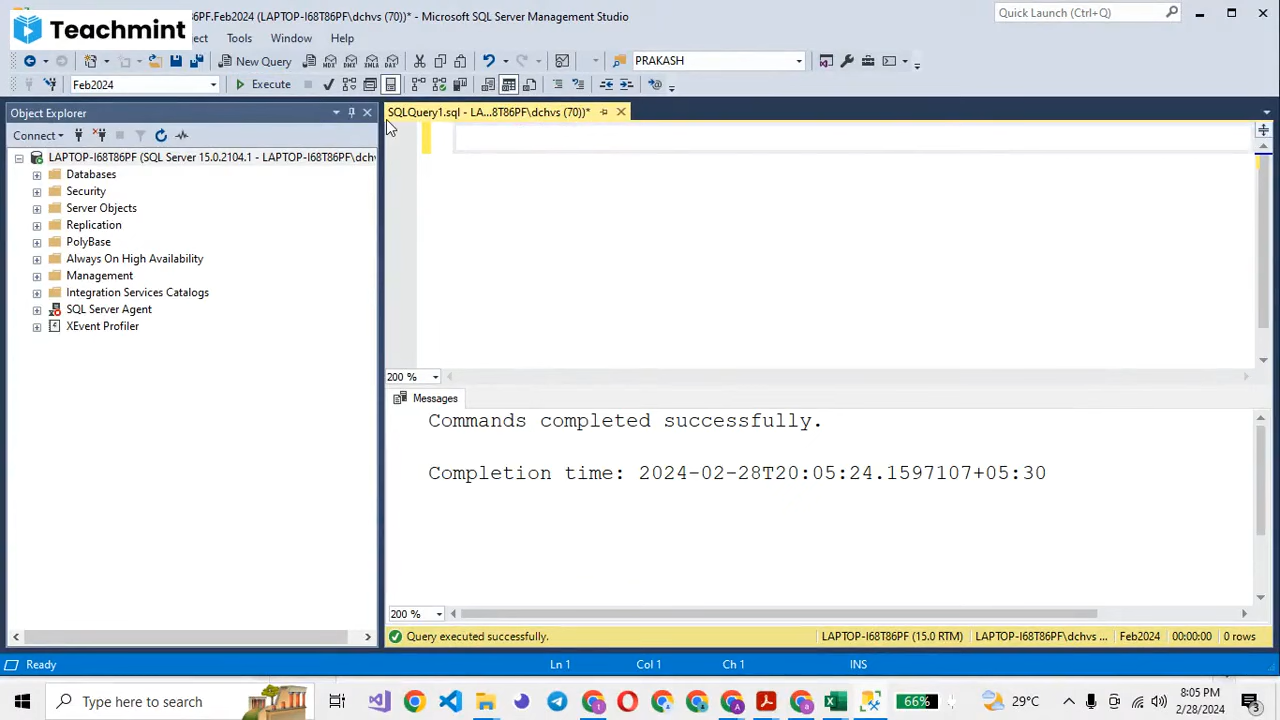 PF.Feb2024 (LAPTOP-I68T86PF\dchvs (70))* - Microsoft SQL Server Management Studio
Quick Launch (Ctrl+Q)
Teachmint
Tools
Window
Help
New Query
PRAKASH
Feb2024
Execute
Object Explorer
SQLQuery1.sql - LA...8T86PF\dchvs (70))*
Connect
LAPTOP-I68T86PF (SQL Server 15.0.2104.1 - LAPTOP-I68T86PF\dchv
Databases
Security
Server Objects
Replication
PolyBase
Always On High Availability
Management
Integration Services Catalogs
SQL Server Agent
XEvent Profiler
200 %
Messages
Commands completed successfully.
Completion time: 2024-02-28T20:05:24.1597107+05:30
200 %
Query executed successfully.
LAPTOP-I68T86PF (15.0 RTM)
LAPTOP-I68T86PF\dchvs ...
Feb2024
00:00:00
0 rows
Ready
Ln 1
Col 1
Ch 1
INS
Type here to search
66%
29°C
8:05 PM
2/28/2024
3